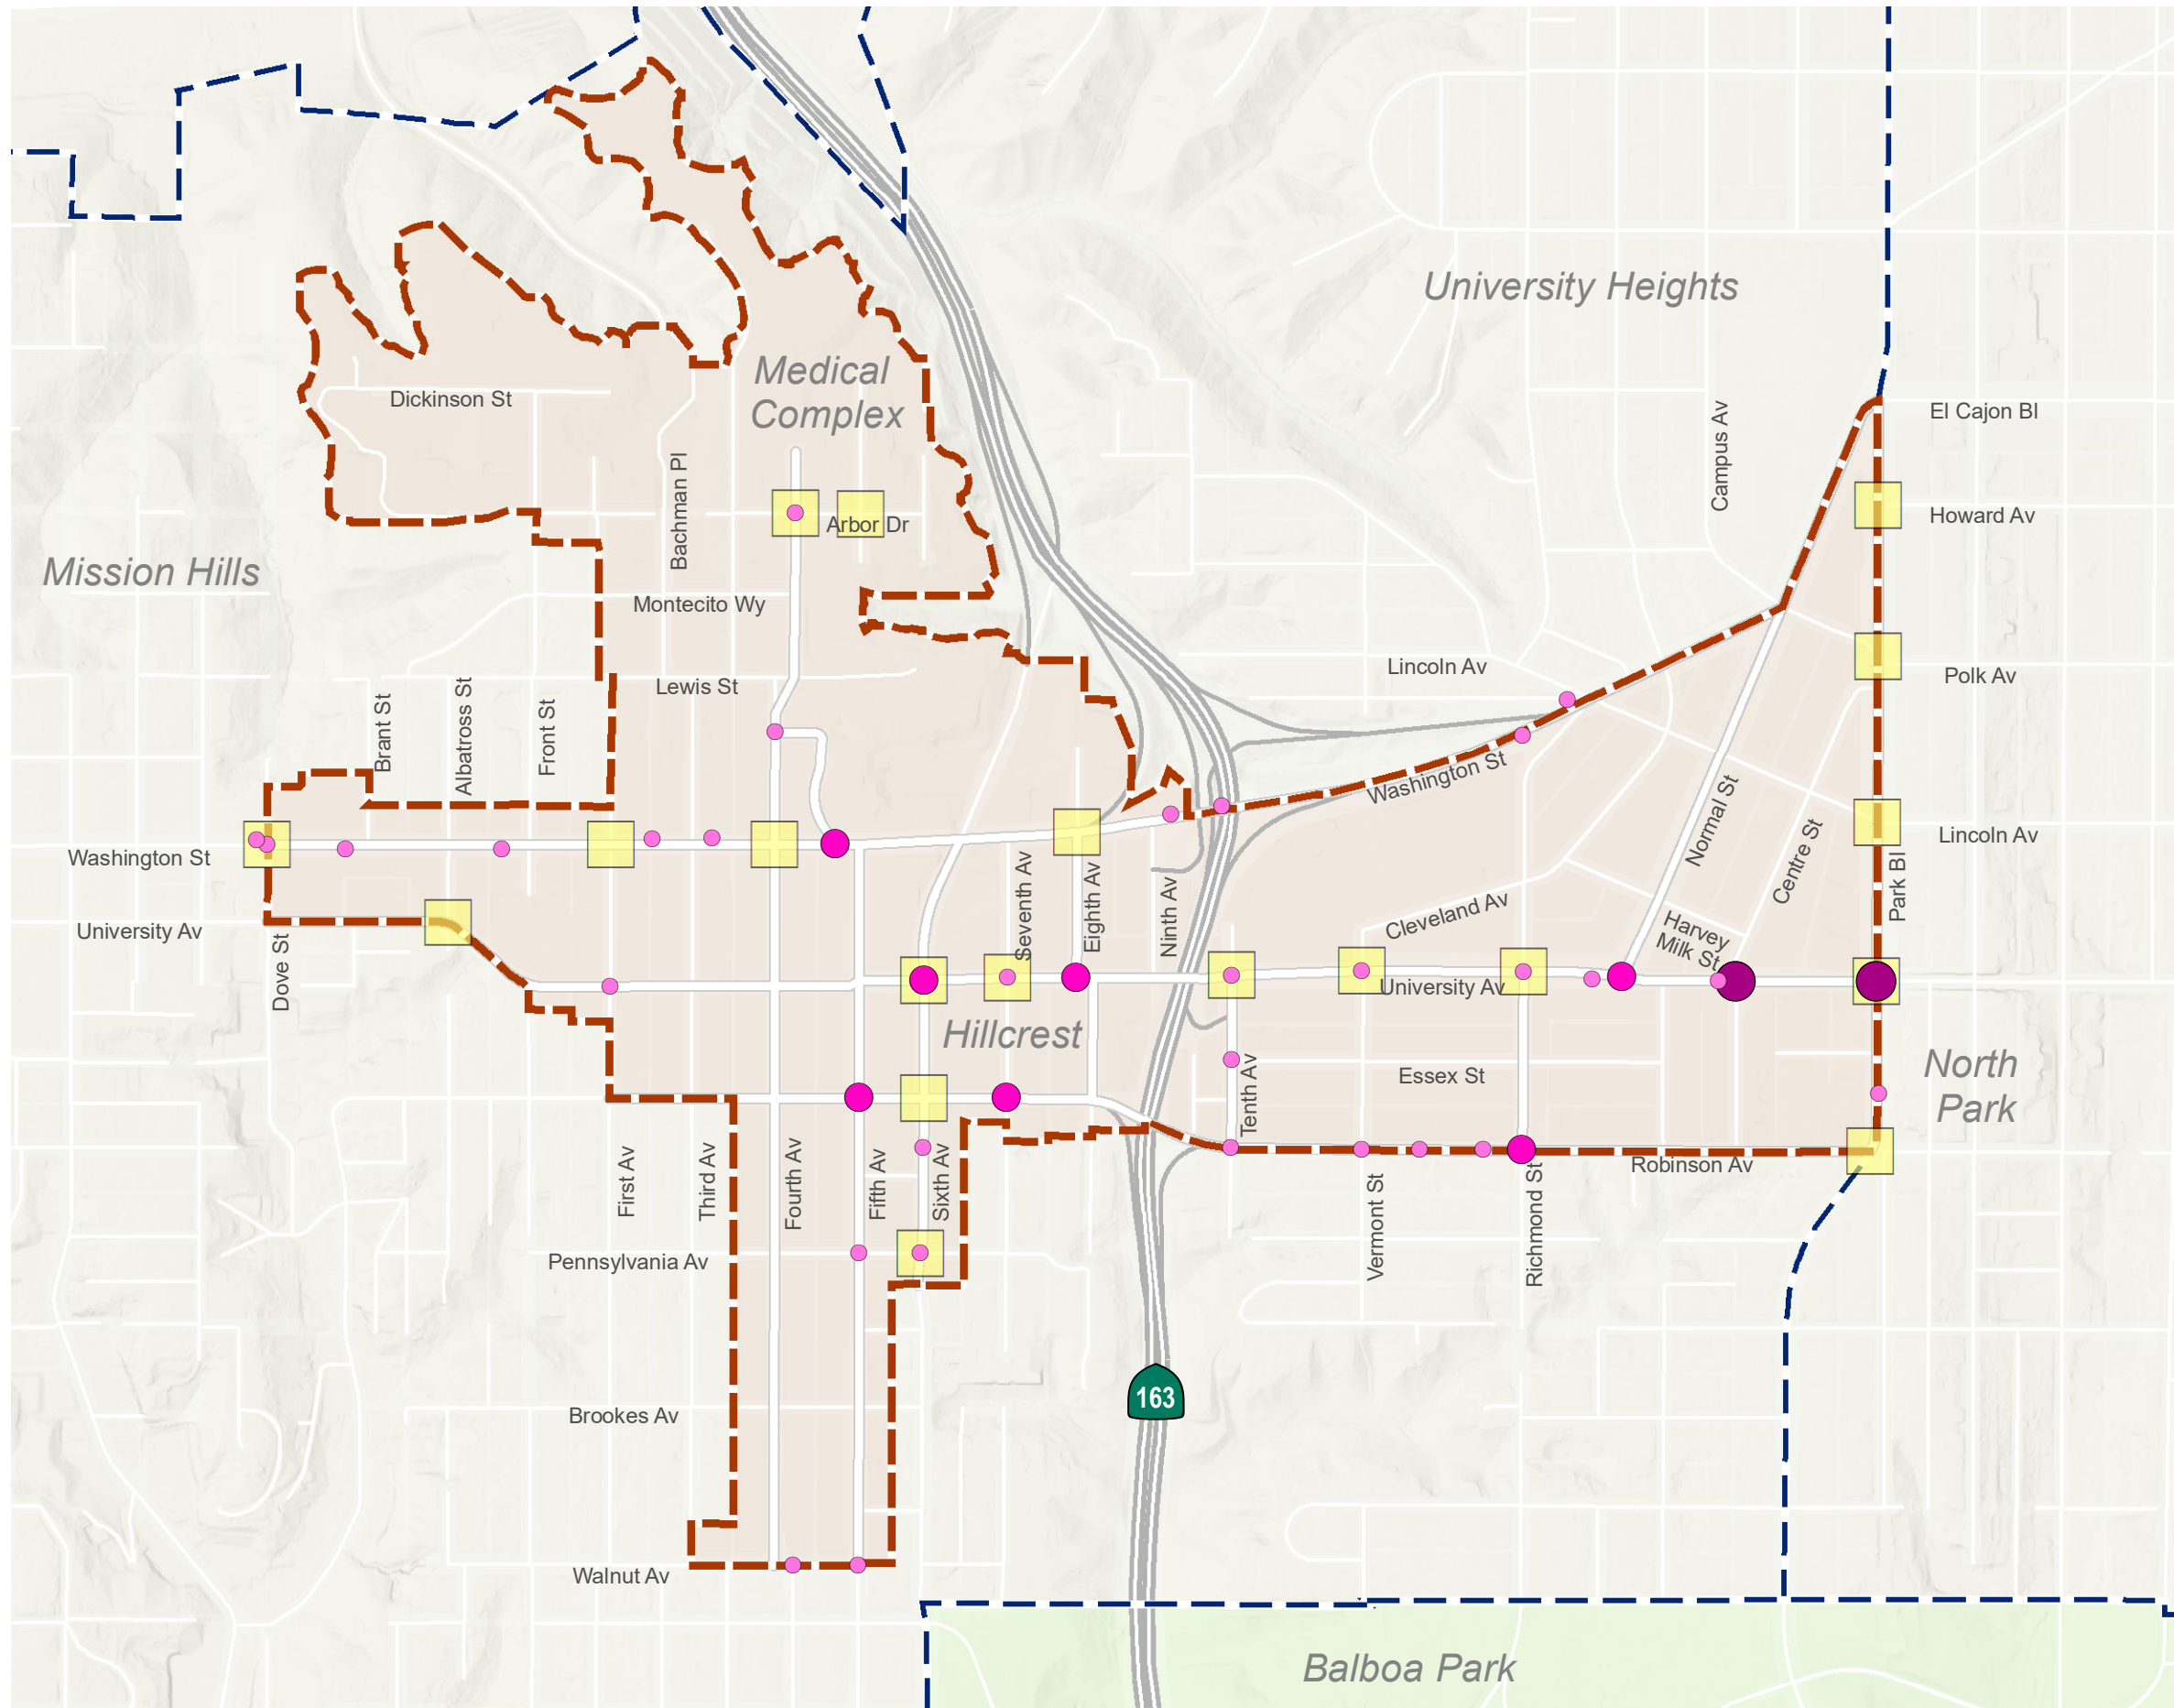 University Heights
Medical
Complex
Dickinson St
Campus Av
El Cajon Bl
Bachman Pl
Arbor Dr
Howard Av
Mission Hills
Montecito Wy
Lincoln Av
Polk Av
Lewis St
Brant St
Albatross St
Front St
Washington St
Normal St
Centre St
Lincoln Av
Washington St
Park Bl
Seventh Av
Eighth Av
Ninth Av
Cleveland Av
Harvey
Milk St
University Av
Dove St
University Av
Hillcrest
North
Park
Essex St
Tenth Av
First Av
Third Av
Fourth Av
Fifth Av
Sixth Av
Robinson Av
Vermont St
Richmond St
Pennsylvania Av
163
Brookes Av
Walnut Av
Balboa Park